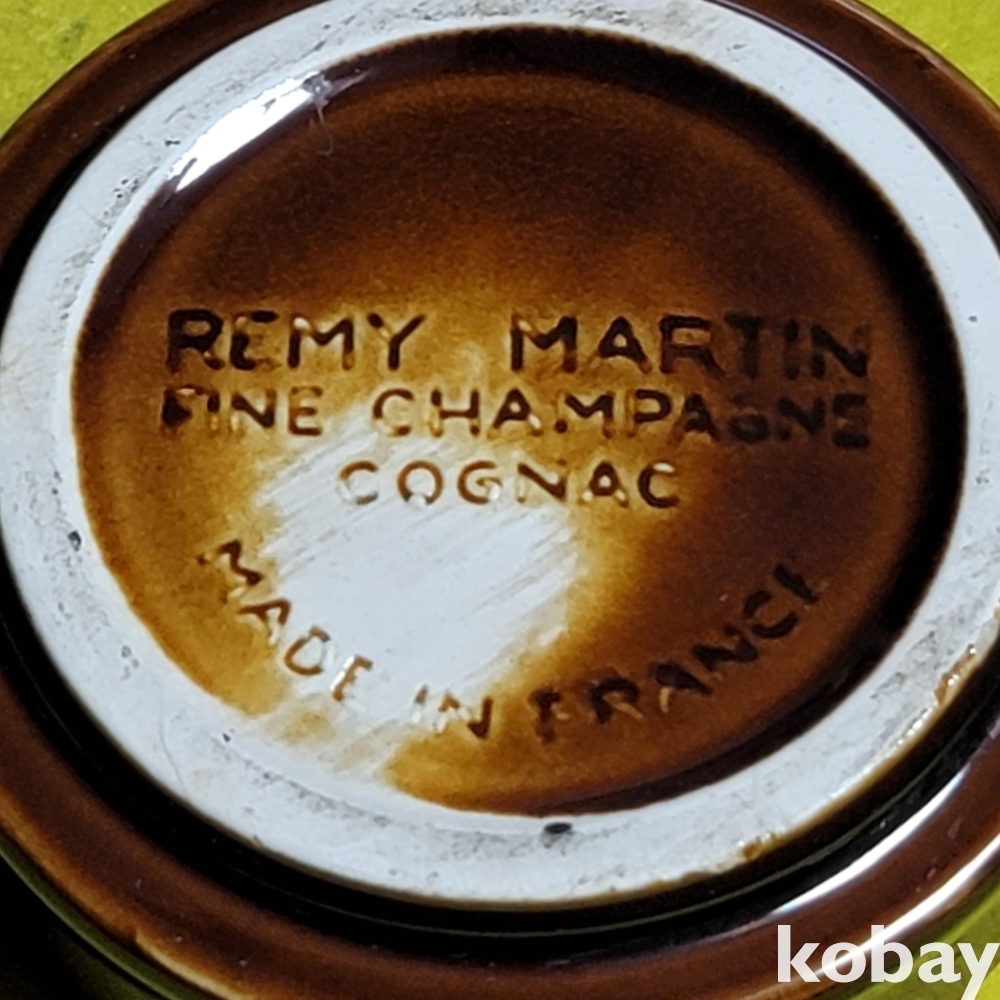 REMY MARTIN
FINE CHAMPAGNE
COGNAC
MADE IN FRANCE
kobay